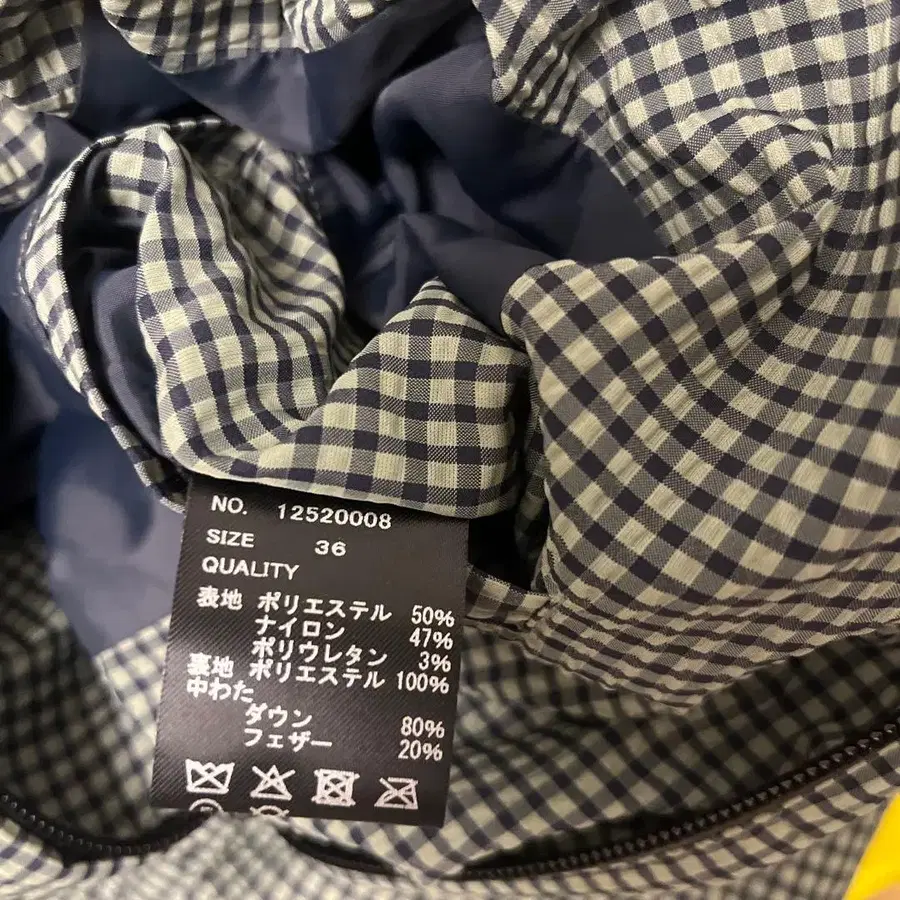 NO. 12520008
SIZE 36
QUALITY
表地 ポリエステル 50%
ナイロン 47%
ポリウレタン 3%
裏地 ポリエステル 100%
中わた
ダウン 80%
フェザー 20%